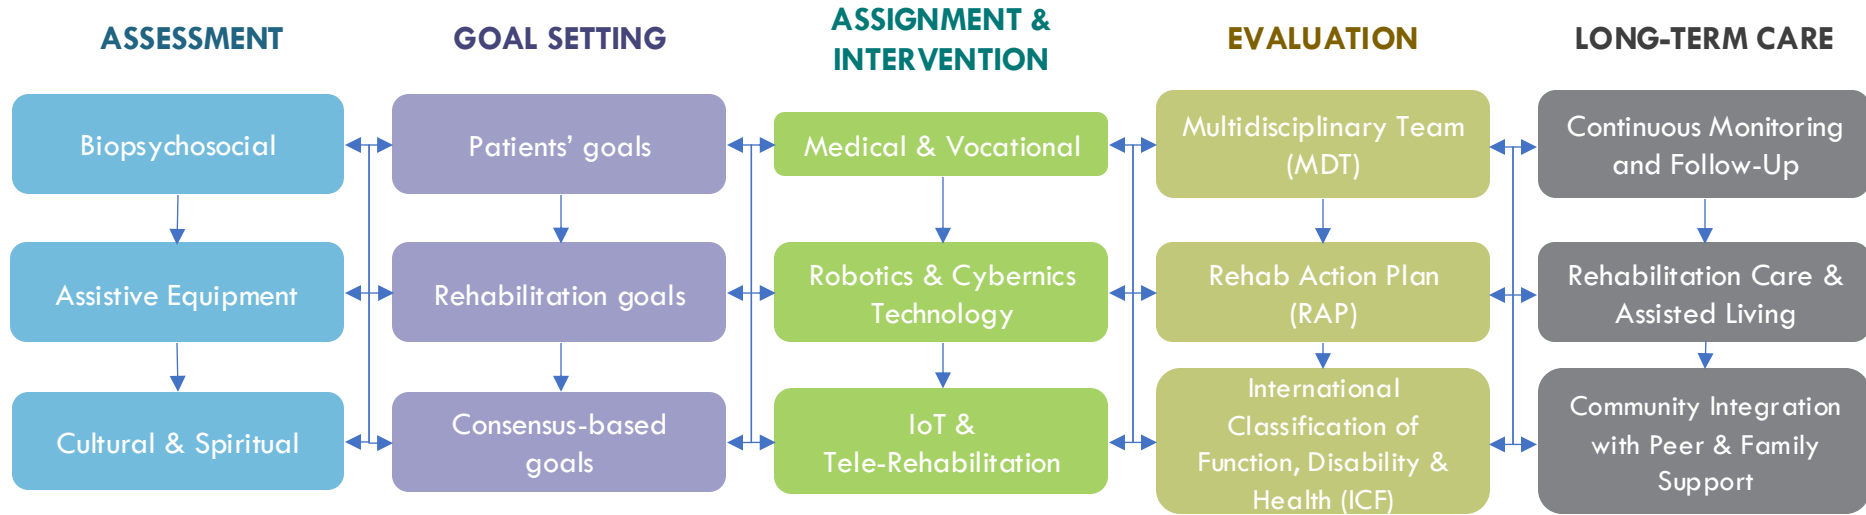 ASSESSMENT
GOAL SETTING
ASSIGNMENT &
INTERVENTION
EVALUATION
LONG-TERM CARE
Biopsychosocial
Patients' goals
Medical & Vocational
Multidisciplinary Team
(MDT)
Continuous Monitoring
and Follow-Up
Assistive Equipment
Rehabilitation goals
Robotics & Cybernics
Technology
Rehab Action Plan
(RAP)
Rehabilitation Care &
Assisted Living
Cultural & Spiritual
Consensus-based
goals
IoT &
Tele-Rehabilitation
International
Classification of
Function, Disability &
Health (ICF)
Community Integration
with Peer & Family
Support